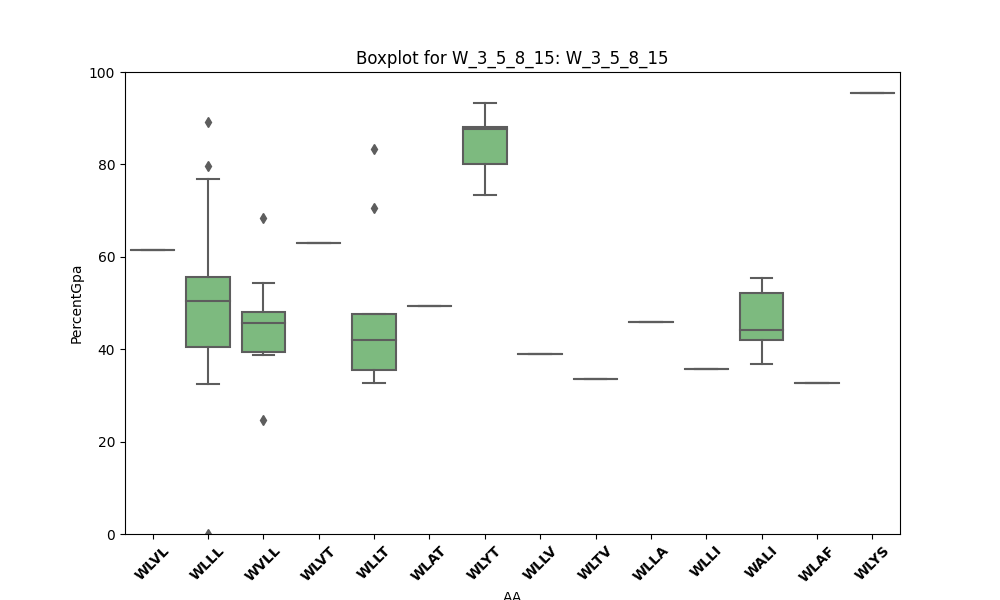 Boxplot for W_3_5_8_15: W_3_5_8_15
100
80
60
40
20
0
PercentGpa
WLVL WLLL WVLL WLVT WLLT WLAT WLYT WLLV WLTV WLLA WLLI WALI WLAF WLYS
AA